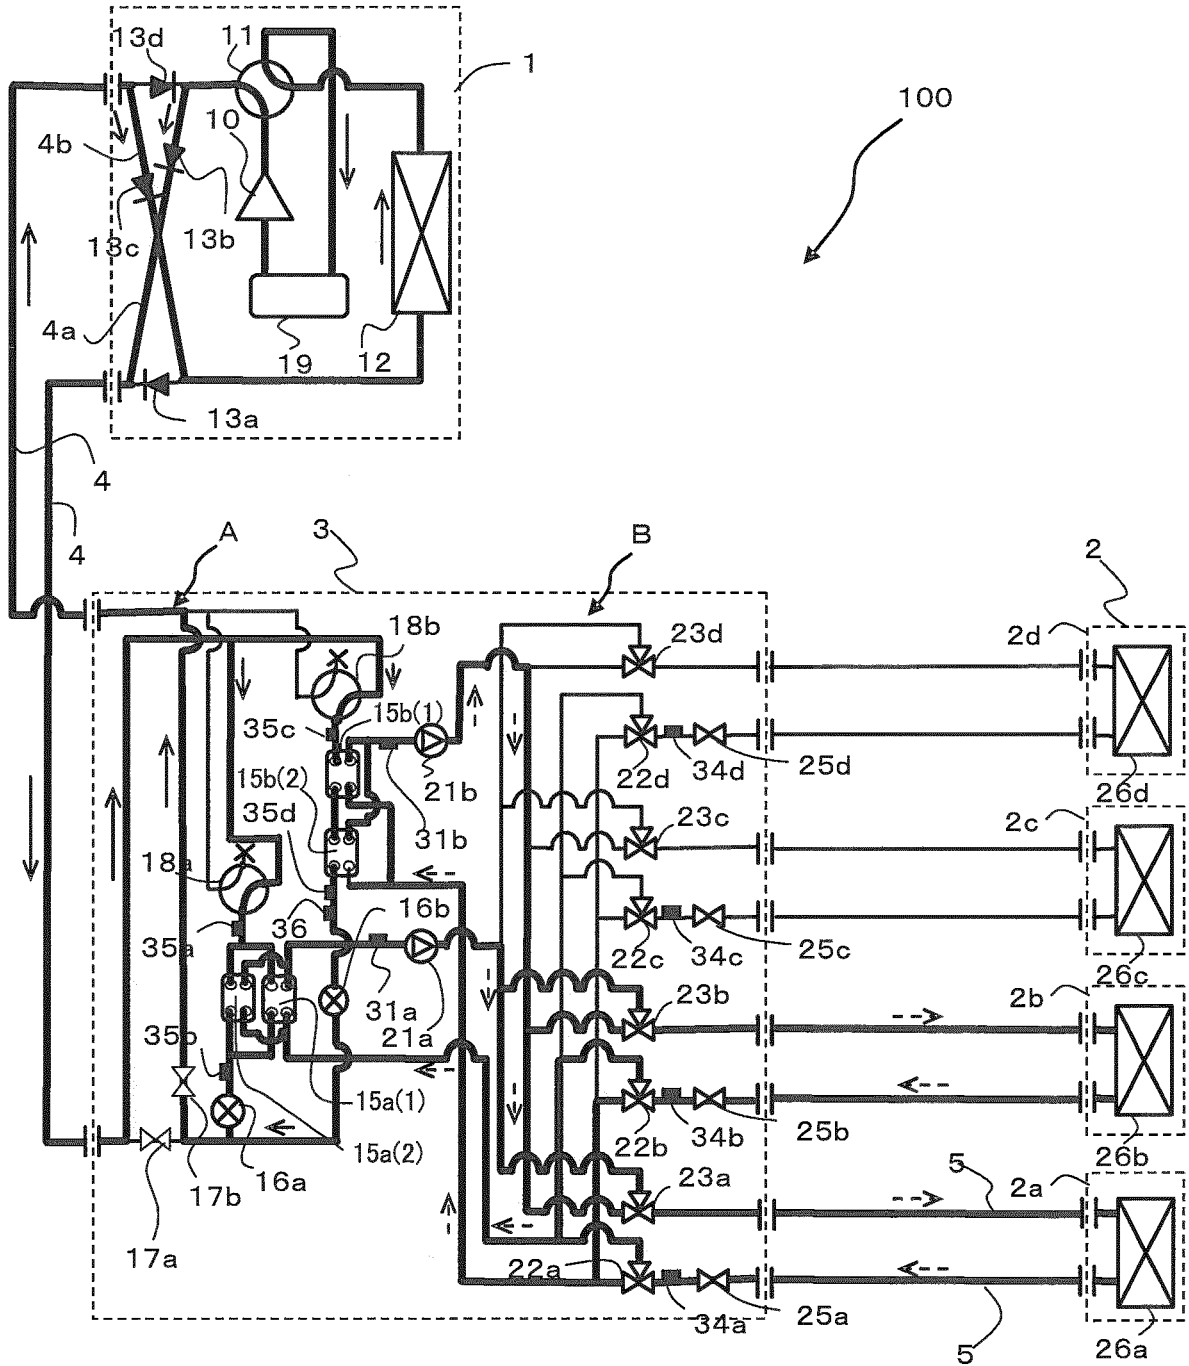 13d 11 1
100
10
4b
13c 13b
4a
19 12
13a
4
4
A 3 B 2
18b 23d 2d
35c 15b(1)
15b(2) 21b 22d 34d 25d 26d
35d 31b 23c 2c
18a
36 16b
35a 22c 34c 25c 26c
31a 21a 23b 2b
35b
15a(1) 22b 34b 25b 26b
15a(2)
16a 17b 23a 5 2a
17a 22a
34a 25a 5 26a